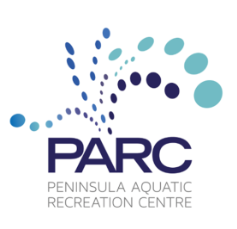 PARC
PENINSULA AQUATIC
RECREATION CENTRE